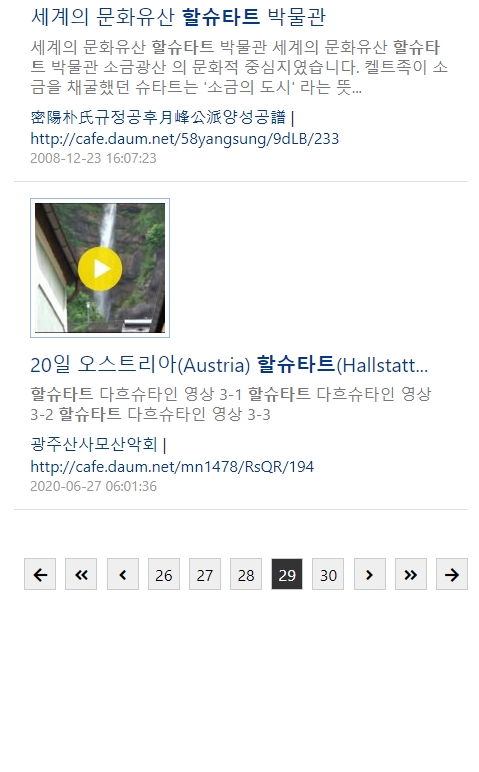 세계의 문화유산 할슈타트 박물관
세계의 문화유산 할슈타트 박물관 세계의 문화유산 할슈타
트 박물관 소금광산 의 문화적 중심지였습니다. 켈트족이 소
금을 채굴했던 슈타트는 '소금의 도시' 라는 뜻...
密陽朴氏규정공후月峰公派양성공譜 |
http://cafe.daum.net/58yangsung/9dLB/233
2008-12-23 16:07:23
20일 오스트리아(Austria) 할슈타트(Hallstatt...
할슈타트 다흐슈타인 영상 3-1 할슈타트 다흐슈타인 영상
3-2 할슈타트 다흐슈타인 영상 3-3
광주산사모산악회 |
http://cafe.daum.net/mn1478/RsQR/194
2020-06-27 06:01:36
26 27 28 29 30